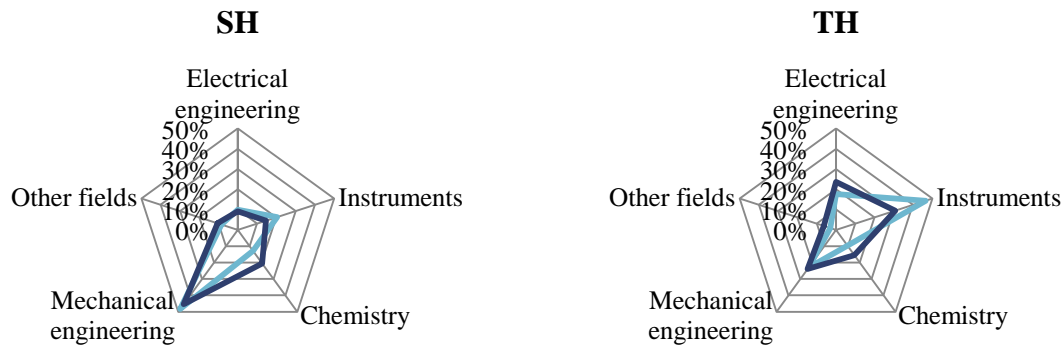 SH
Electrical
engineering
50%
40%
30%
20%
10%
0%
Other fields
Instruments
Mechanical
engineering
Chemistry
TH
Electrical
engineering
50%
40%
30%
20%
10%
0%
Other fields
Instruments
Mechanical
engineering
Chemistry